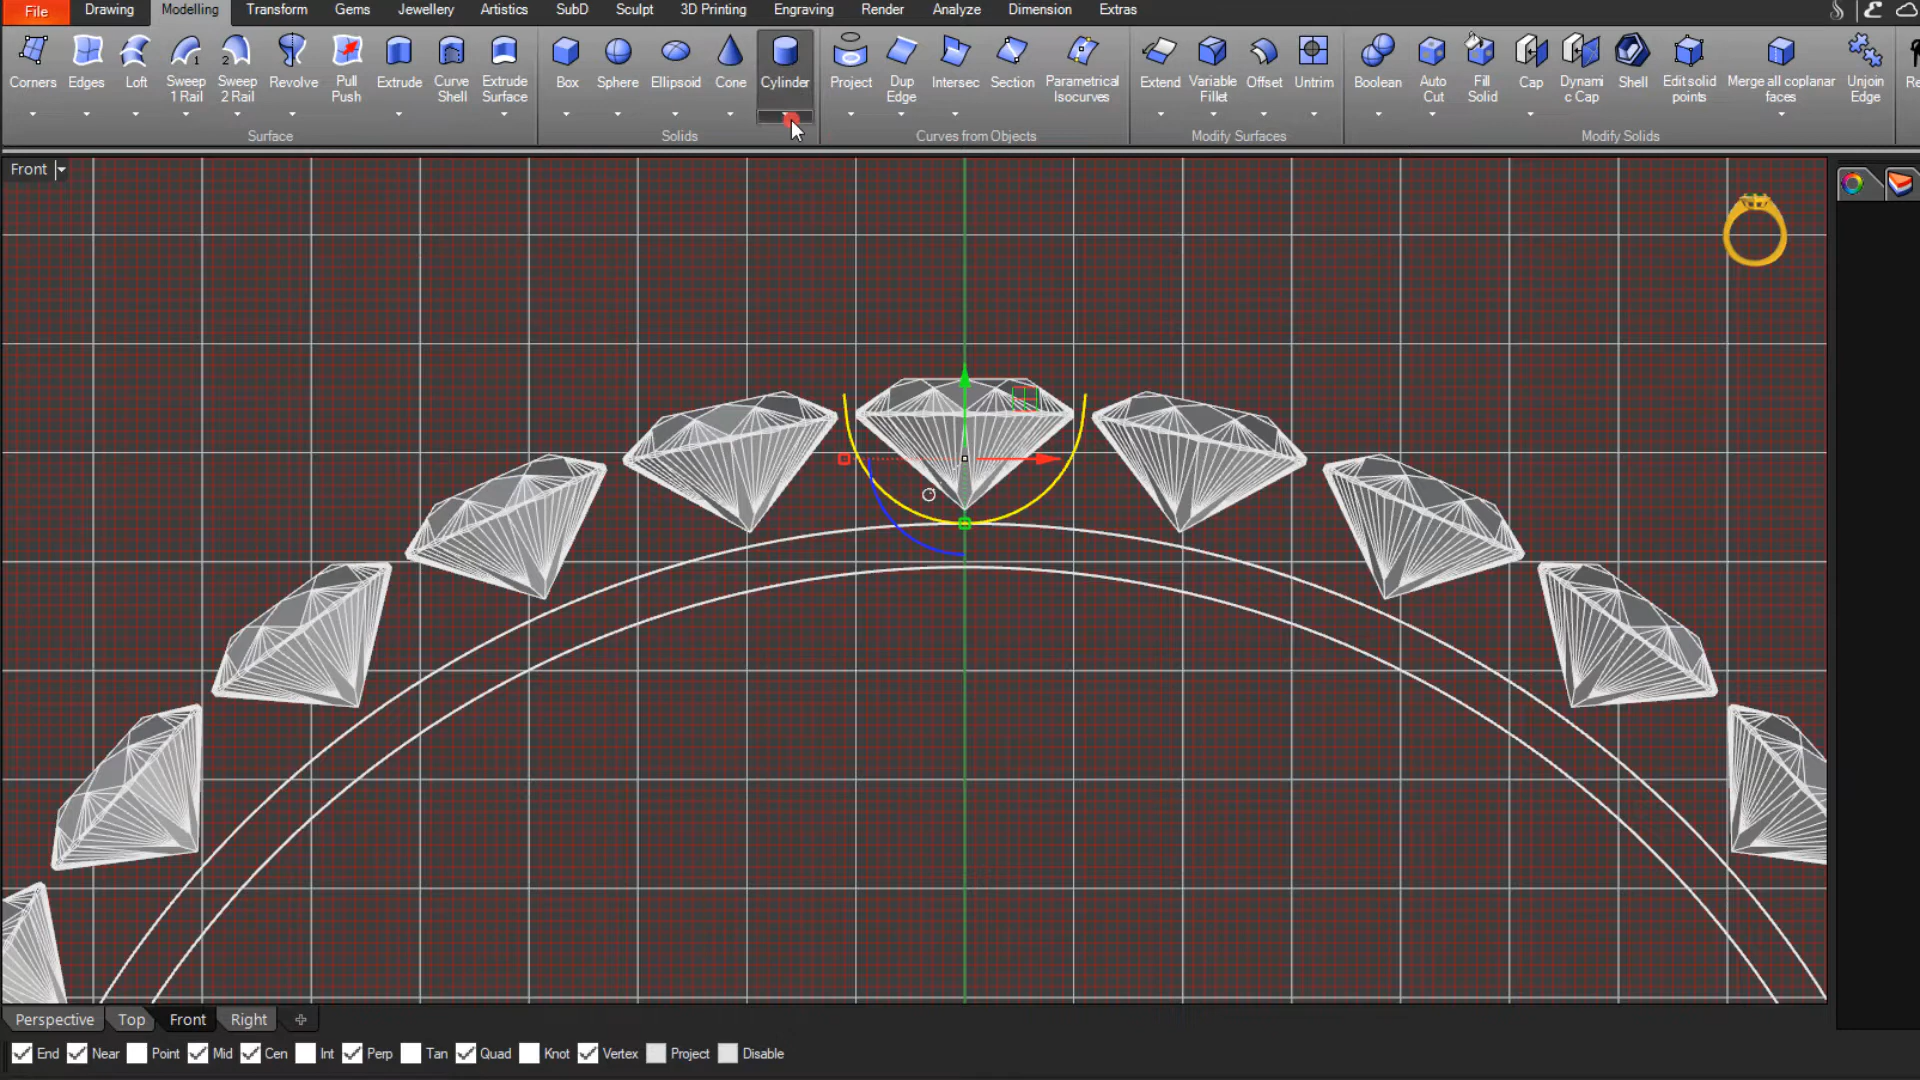 File Drawing Modelling Transform Gems Jewellery Artistics SubD Sculpt 3D Printing Engraving Render Analyze Dimension Extras
Corners Edges Loft Sweep 1 Rail Sweep 2 Rail Revolve Pull Push Extrude Curve Shell Extrude Surface
Surface
Box Sphere Ellipsoid Cone Cylinder
Solids
Project Dup Edge Intersec Section Parametrical Isocurves
Curves from Objects
Extend Variable Fillet Offset Untrim
Modify Surfaces
Boolean Auto Cut Fill Solid Cap Dynami c Cap Shell Edit solid points Merge all coplanar faces Unjoin Edge
Modify Solids
Front
Perspective Top Front Right
End Near Point Mid Cen Int Perp Tan Quad Knot Vertex Project Disable